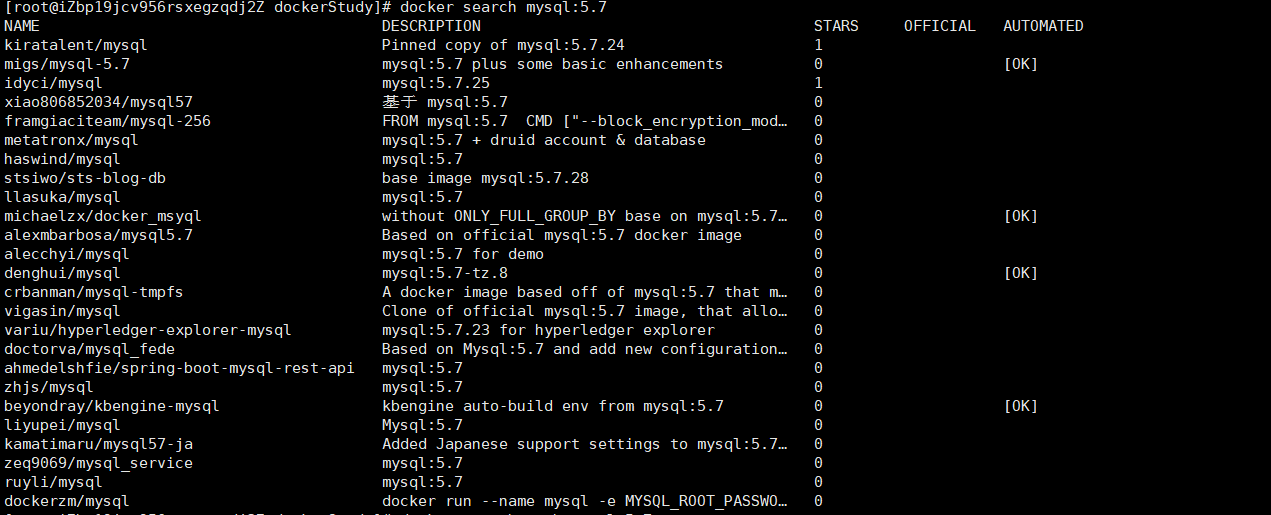 [root@iZbp19jcv956rsxegzqdj2Z dockerStudy]# docker search mysql:5.7
NAME DESCRIPTION STARS OFFICIAL AUTOMATED
kiratalent/mysql Pinned copy of mysql:5.7.24 1
migs/mysql-5.7 mysql:5.7 plus some basic enhancements 0 [OK]
idyci/mysql mysql:5.7.25 1
xiao806852034/mysql57 基于 mysql:5.7 0
framgiaciteam/mysql-256 FROM mysql:5.7 CMD ["--block_encryption_mod… 0
metatronx/mysql mysql:5.7 + druid account & database 0
haswind/mysql mysql:5.7 0
stsiwo/sts-blog-db base image mysql:5.7.28 0
llasuka/mysql mysql:5.7 0
michaelzx/docker_msyql without ONLY_FULL_GROUP_BY base on mysql:5.7… 0 [OK]
alexmbarbosa/mysql5.7 Based on official mysql:5.7 docker image 0
alecchyi/mysql mysql:5.7 for demo 0
denghui/mysql mysql:5.7-tz.8 0 [OK]
crbanman/mysql-tmpfs A docker image based off of mysql:5.7 that m… 0
vigasin/mysql Clone of official mysql:5.7 image, that allo… 0
variu/hyperledger-explorer-mysql mysql:5.7.23 for hyperledger explorer 0
doctorva/mysql_fede Based on Mysql:5.7 and add new configuration… 0
ahmedelshfie/spring-boot-mysql-rest-api mysql:5.7 0
zhjs/mysql mysql:5.7 0
beyondray/kbengine-mysql kbengine auto-build env from mysql:5.7 0 [OK]
liyupei/mysql Mysql:5.7 0
kamatimaru/mysql57-ja Added Japanese support settings to mysql:5.7… 0
zeq9069/mysql_service mysql:5.7 0
ruyli/mysql mysql:5.7 0
dockerzm/mysql docker run --name mysql -e MYSQL_ROOT_PASSWO… 0